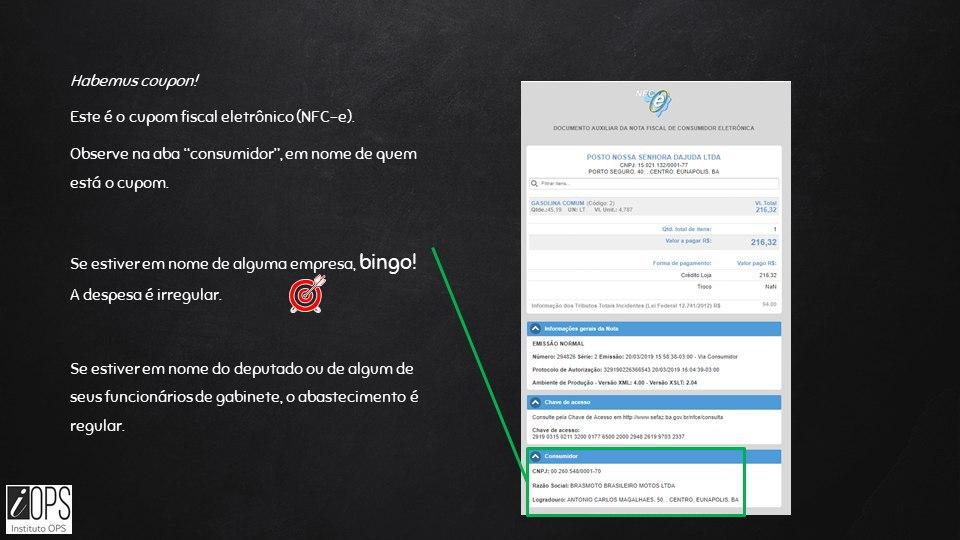 Habemus coupon!
Este é o cupom fiscal eletrônico (NFC-e).
Observe na aba “consumidor”, em nome de quem
está o cupom.
Se estiver em nome de alguma empresa, bingo!
A despesa é irregular.
Se estiver em nome do deputado ou de algum de
seus funcionários de gabinete, o abastecimento é
regular.
iOPS
Instituto OPS
NFC e
DOCUMENTO AUXILIAR DA NOTA FISCAL DE CONSUMIDOR ELETRÔNICA
POSTO NOSSA SENHORA DAJUDA LTDA
CNPJ: 15.021.132/0001-77
PORTO SEGURO, 40, , CENTRO, EUNAPOLIS, BA
Filtrar itens...
GASOLINA COMUM (Código: 2) Vl. Total
Qtde.:45,19 UN: LT Vl. Unit.: 4,787 216,32
Qtd. total de itens: 1
Valor a pagar R$: 216,32
Forma de pagamento: Valor pago R$:
Crédito Loja 216,32
Troco NaN
Informação dos Tributos Totais Incidentes (Lei Federal 12.741/2012) R$ 94,00
Informações gerais da Nota
EMISSÃO NORMAL
Número: 294826 Série: 2 Emissão: 20/03/2019 15:58:38-03:00 - Via Consumidor
Protocolo de Autorização: 329190226366543 20/03/2019 16:04:39-03:00
Ambiente de Produção - Versão XML: 4.00 - Versão XSLT: 2.04
Chave de acesso
Consulte pela Chave de Acesso em http://www.sefaz.ba.gov.br/nfce/consulta
Chave de acesso:
2919 0315 0211 3200 0177 6500 2000 2948 2619 9703 2337
Consumidor
CNPJ: 00.260.548/0001-70
Razão Social: BRASMOTO BRASILEIRO MOTOS LTDA
Logradouro: ANTONIO CARLOS MAGALHAES, 50, , CENTRO, EUNAPOLIS, BA